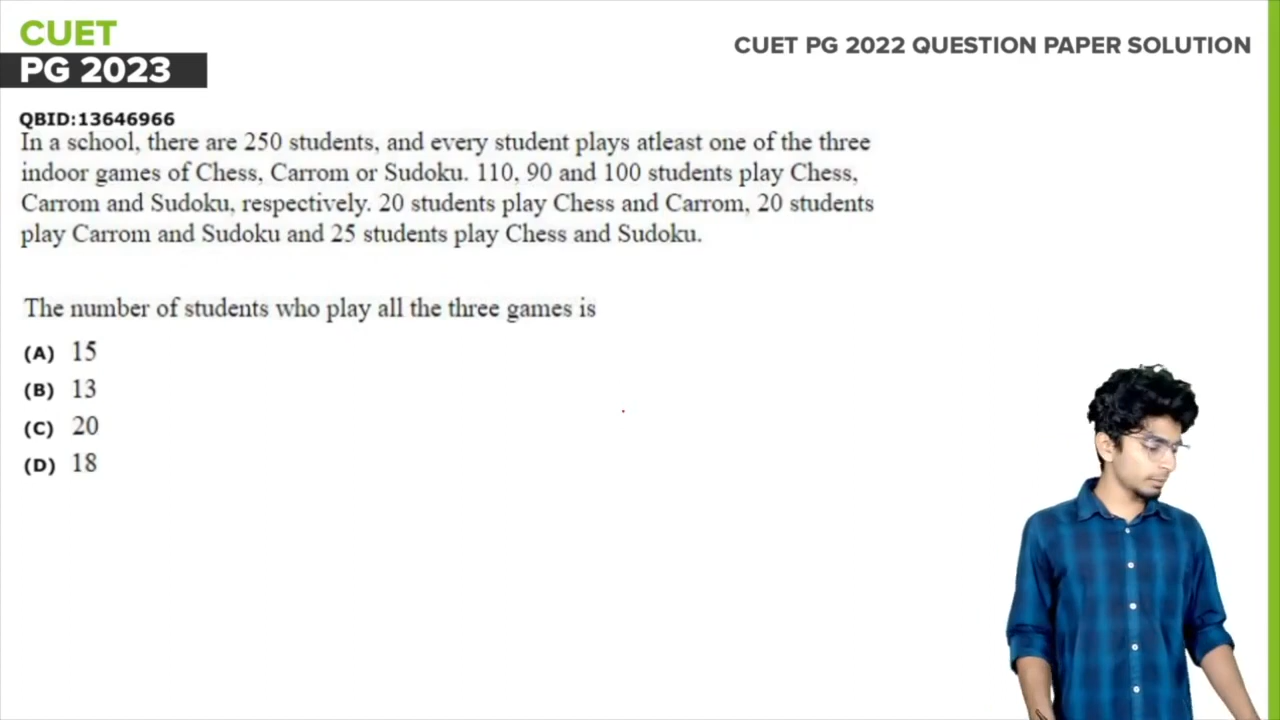 CUET
PG 2023
CUET PG 2022 QUESTION PAPER SOLUTION
QBID:13646966
In a school, there are 250 students, and every student plays atleast one of the three
indoor games of Chess, Carrom or Sudoku. 110, 90 and 100 students play Chess,
Carrom and Sudoku, respectively. 20 students play Chess and Carrom, 20 students
play Carrom and Sudoku and 25 students play Chess and Sudoku.
The number of students who play all the three games is
(A) 15
(B) 13
(C) 20
(D) 18